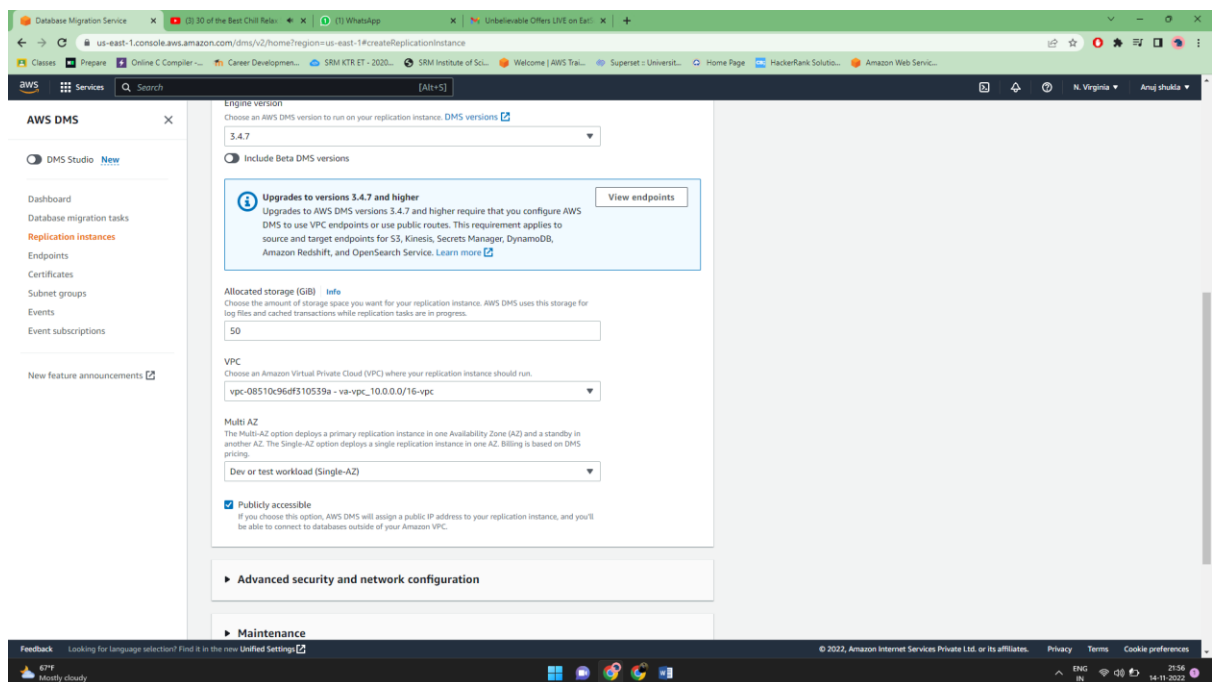 Database Migration Service
(3) 30 of the Best Chill Relax
(1) WhatsApp
Unbelievable Offers LIVE on EatS
us-east-1.console.aws.amazon.com/dms/v2/home?region=us-east-1#createReplicationInstance
Classes
Prepare
Online C Compiler -...
Career Developmen...
SRM KTR ET - 2020...
SRM Institute of Sci...
Welcome | AWS Trai...
Superset :: Universit...
Home Page
HackerRank Solutio...
Amazon Web Servic...
aws
Services
Search
[Alt+S]
N. Virginia
Anuj shukla
AWS DMS
DMS Studio New
Dashboard
Database migration tasks
Replication instances
Endpoints
Certificates
Subnet groups
Events
Event subscriptions
New feature announcements
Engine version
Choose an AWS DMS version to run on your replication instance. DMS versions
3.4.7
Include Beta DMS versions
Upgrades to versions 3.4.7 and higher
Upgrades to AWS DMS versions 3.4.7 and higher require that you configure AWS
DMS to use VPC endpoints or use public routes. This requirement applies to
source and target endpoints for S3, Kinesis, Secrets Manager, DynamoDB,
Amazon Redshift, and OpenSearch Service. Learn more
View endpoints
Allocated storage (GiB) Info
Choose the amount of storage space you want for your replication instance. AWS DMS uses this storage for
log files and cached transactions while replication tasks are in progress.
50
VPC
Choose an Amazon Virtual Private Cloud (VPC) where your replication instance should run.
vpc-08510c96df310539a - va-vpc_10.0.0.0/16-vpc
Multi AZ
The Multi-AZ option deploys a primary replication instance in one Availability Zone (AZ) and a standby in
another AZ. The Single-AZ option deploys a single replication instance in one AZ. Billing is based on DMS
pricing.
Dev or test workload (Single-AZ)
Publicly accessible
If you choose this option, AWS DMS will assign a public IP address to your replication instance, and you'll
be able to connect to databases outside of your Amazon VPC.
Advanced security and network configuration
Maintenance
Feedback
Looking for language selection? Find it in the new Unified Settings
© 2022, Amazon Internet Services Private Ltd. or its affiliates.
Privacy
Terms
Cookie preferences
67°F
Mostly cloudy
ENG
IN
21:56
14-11-2022
1